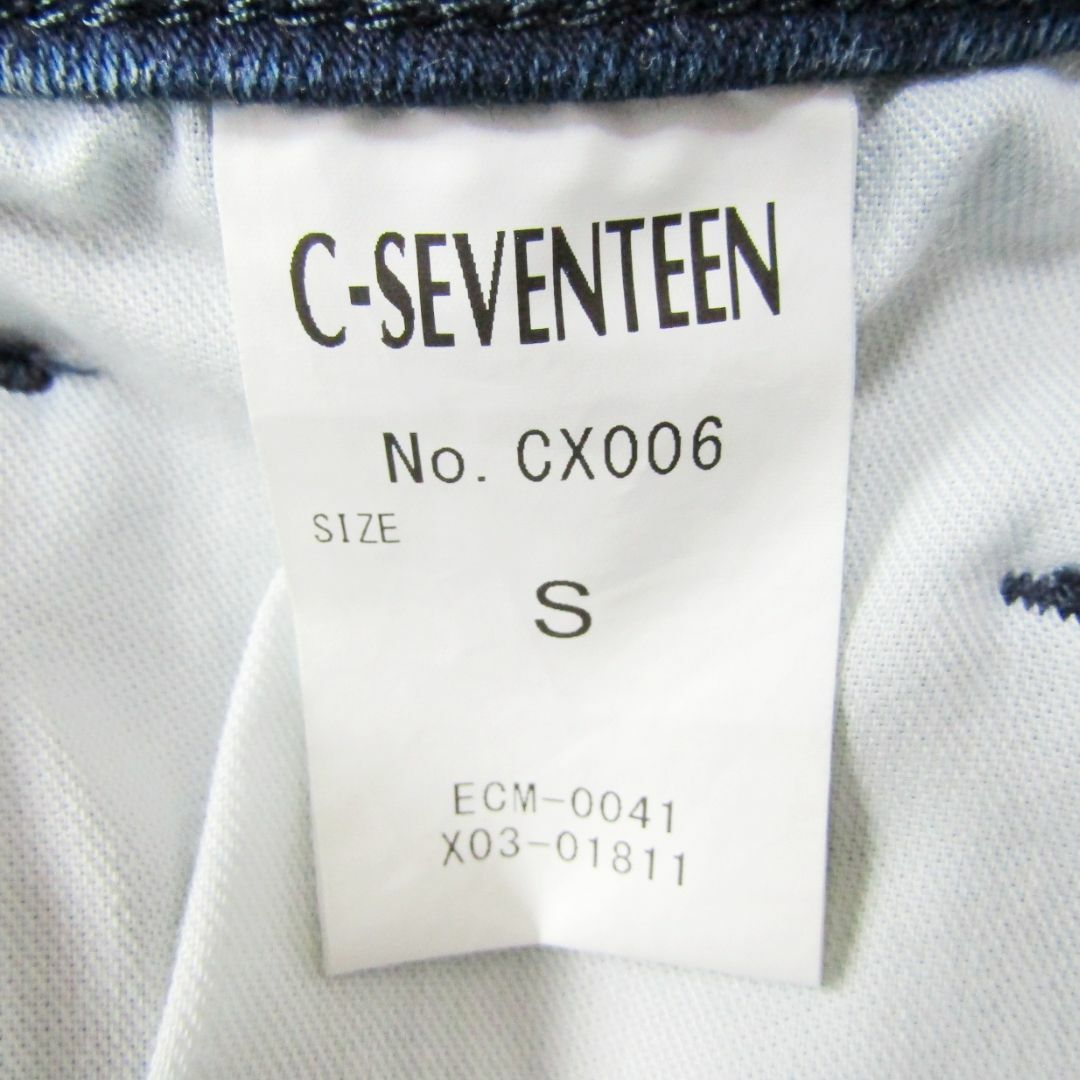 C-SEVENTEEN
No. CX006
SIZE
S
ECM-0041
X03-01811